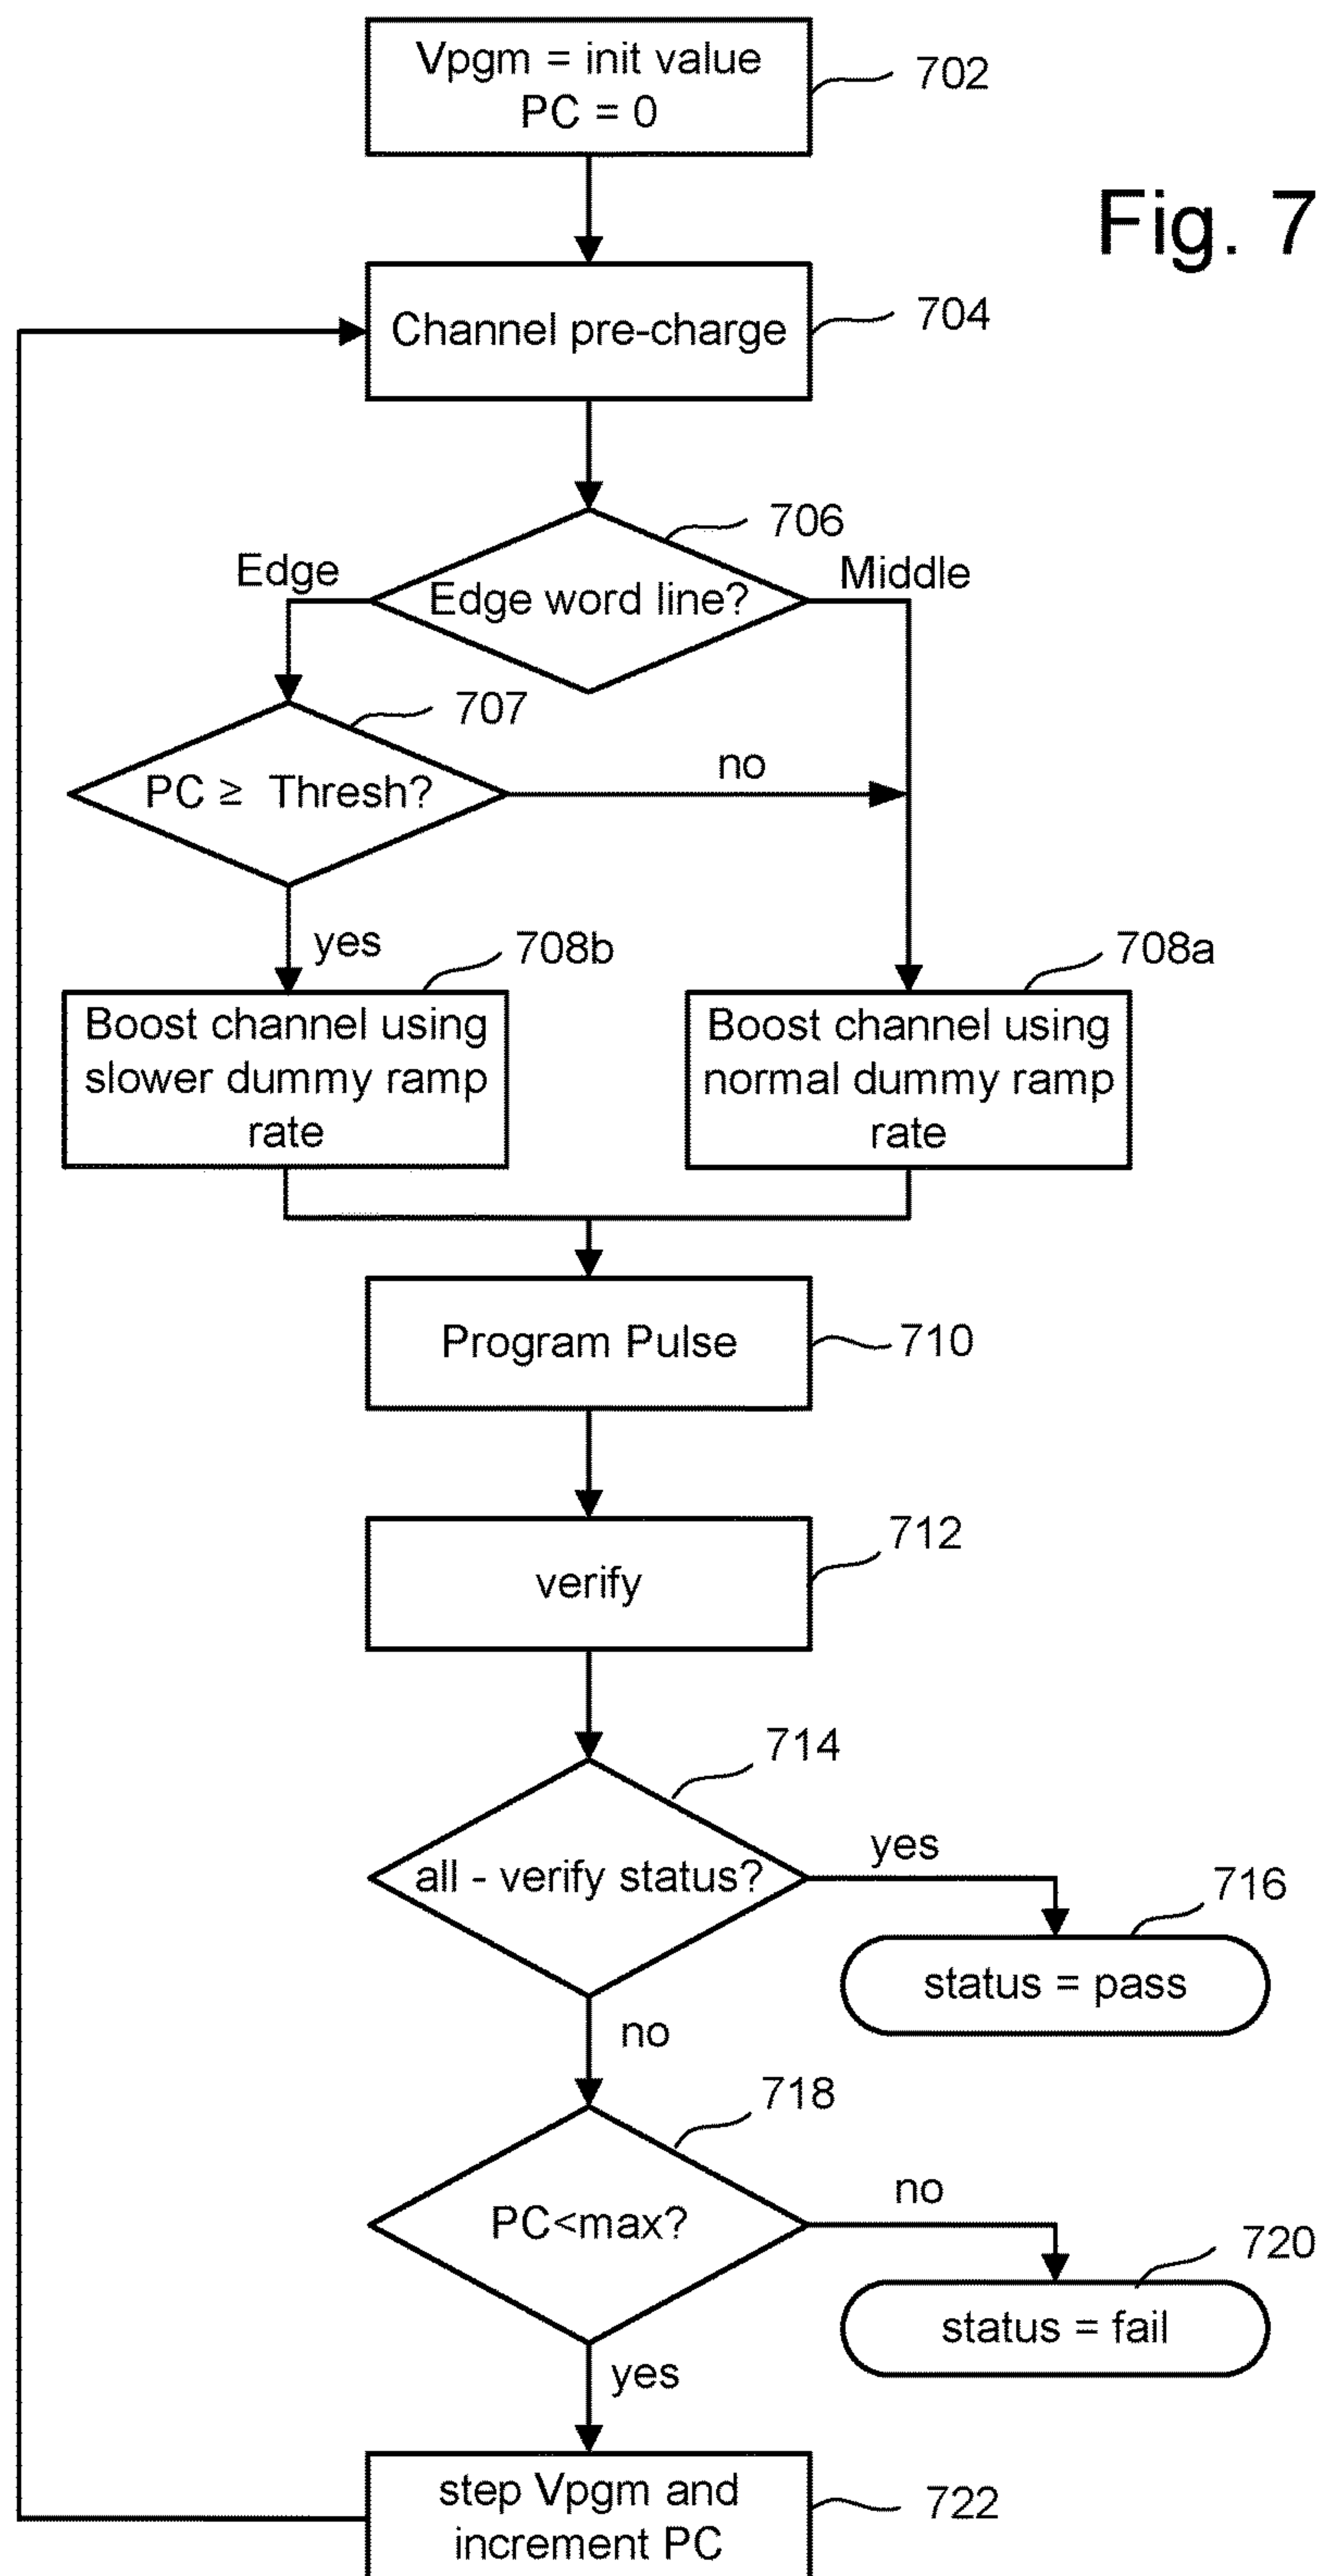 Vpgm = init value
PC = 0
702
Fig. 7
Channel pre-charge
704
706
Edge
Edge word line?
Middle
707
PC ≥ Thresh?
no
yes
708b
708a
Boost channel using
slower dummy ramp
rate
Boost channel using
normal dummy ramp
rate
Program Pulse
710
verify
712
714
all - verify status?
yes
716
status = pass
no
718
PC<max?
no
720
status = fail
yes
step Vpgm and
increment PC
722